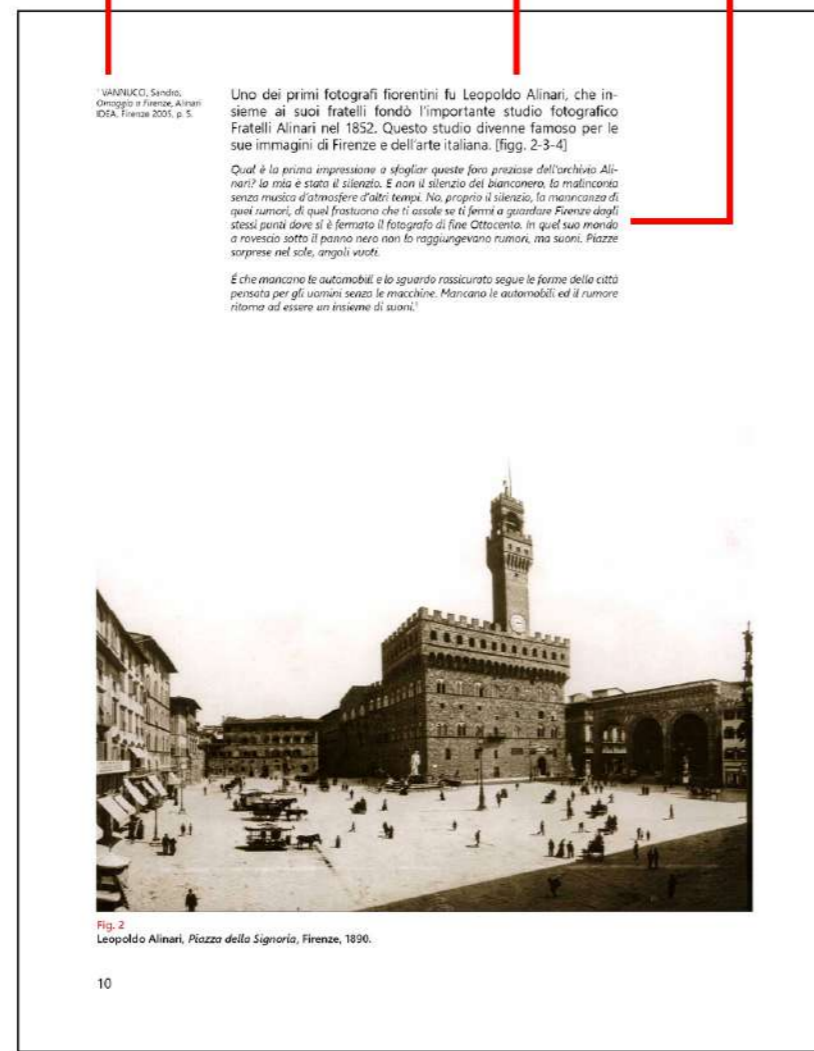 ¹ VANNUCCI, Sandro,
Omaggio a Firenze, Alinari
IDEA, Firenze 2005, p. 5.
Uno dei primi fotografi fiorentini fu Leopoldo Alinari, che in-
sieme ai suoi fratelli fondò l'importante studio fotografico
Fratelli Alinari nel 1852. Questo studio divenne famoso per le
sue immagini di Firenze e dell'arte italiana. [figg. 2-3-4]
Qual è la prima impressione a sfogliar queste foro preziose dell'archivio Ali-
nari? la mia è stata il silenzio. E non il silenzio del bianconero, la malinconia
senza musica d'atmosfere d'altri tempi. No, proprio il silenzio, la manncanza di
quei rumori, di quel frastuono che ti assale se ti fermi a guardare Firenze dagli
stessi punti dove si è fermato il fotografo di fine Ottocento. In quel suo mondo
a rovescio sotto il panno nero non lo raggiungevano rumori, ma suoni. Piazze
sorprese nel sole, angoli vuoti.
É che mancano le automobili e lo sguardo rassicurato segue le forme della città
pensata per gli uomini senza le macchine. Mancano le automobili ed il rumore
ritorna ad essere un insieme di suoni.¹
Fig. 2
Leopoldo Alinari, Piazza della Signoria, Firenze, 1890.
10